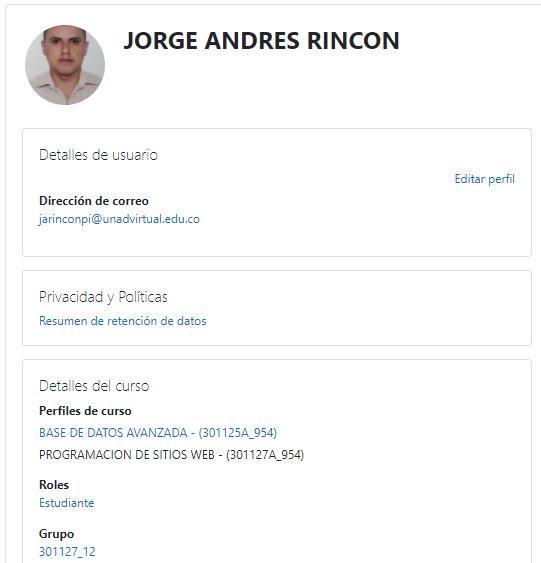 JORGE ANDRES RINCON
Detalles de usuario
Editar perfil
Dirección de correo
jarinconpi@unadvirtual.edu.co
Privacidad y Políticas
Resumen de retención de datos
Detalles del curso
Perfiles de curso
BASE DE DATOS AVANZADA - (301125A_954)
PROGRAMACION DE SITIOS WEB - (301127A_954)
Roles
Estudiante
Grupo
301127_12